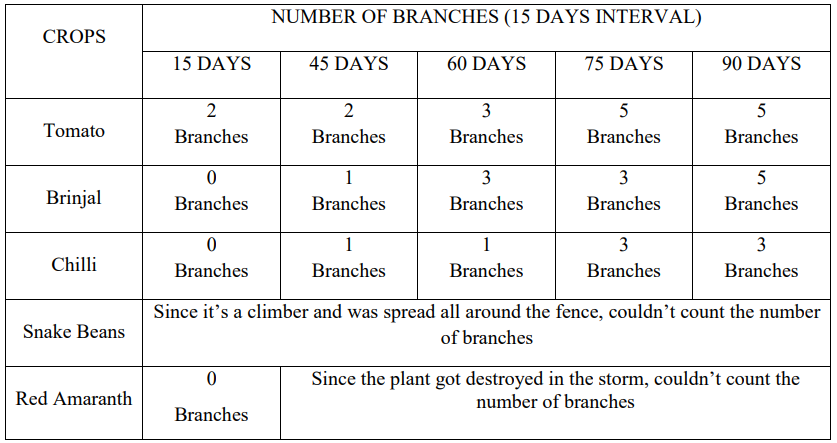 CROPS
NUMBER OF BRANCHES (15 DAYS INTERVAL)
15 DAYS 45 DAYS 60 DAYS 75 DAYS 90 DAYS
Tomato
2 2 3 5 5
Branches Branches Branches Branches Branches
Brinjal
0 1 3 3 5
Branches Branches Branches Branches Branches
Chilli
0 1 1 3 3
Branches Branches Branches Branches Branches
Snake Beans
Since it’s a climber and was spread all around the fence, couldn’t count the number
of branches
Red Amaranth
0
Branches
Since the plant got destroyed in the storm, couldn’t count the
number of branches